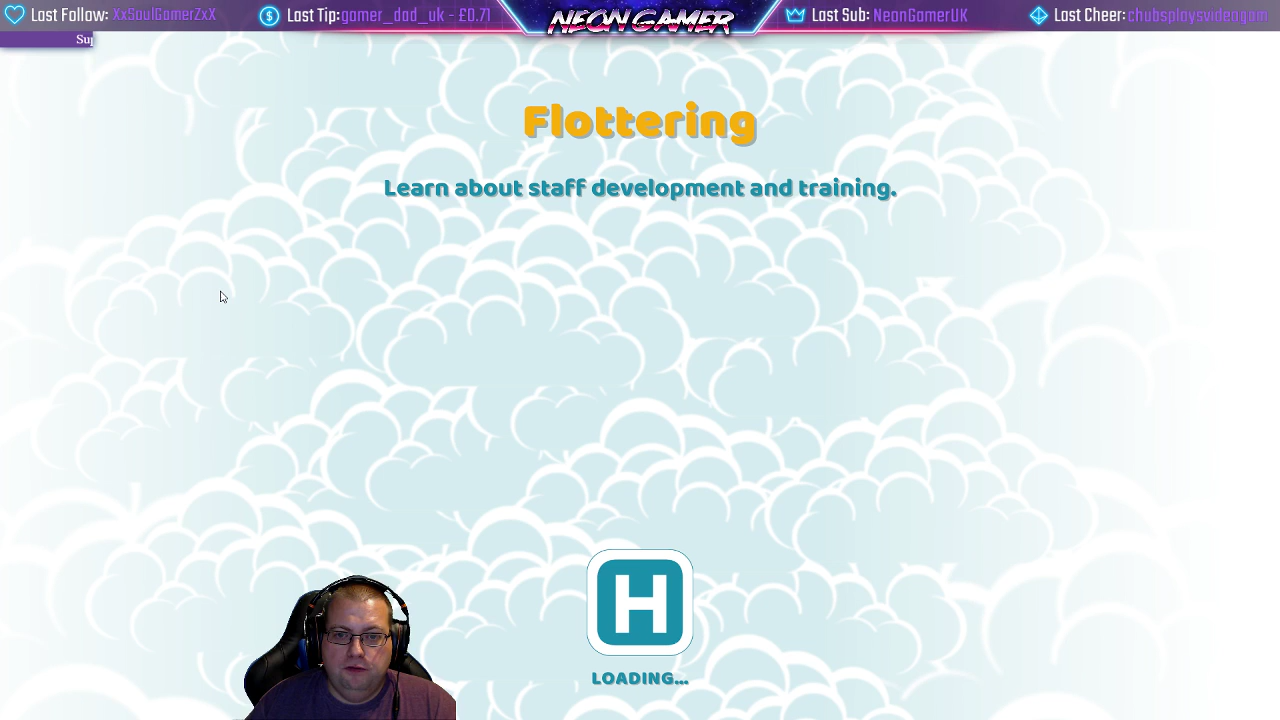 Last Follow: XxSoulGamerZxX
Last Tip: gamer_dad_uk - £0.71
NEON GAMER
Last Sub: NeonGamerUK
Last Cheer: chubsplaysvideogam
Sup
Flottering
Learn about staff development and training.
H
LOADING...